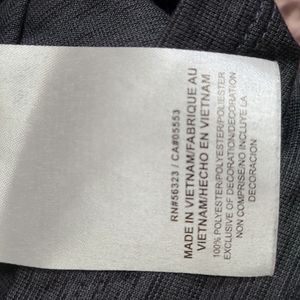 RN#56323 / CA#05553
MADE IN VIETNAM/FABRIQUE AU
VIETNAM/HECHO EN VIETNAM
100% POLYESTER/POLYESTER/POLIÉSTER
EXCLUSIVE OF DECORATION/DECORATION
NON COMPRISE/NO INCLUYE LA
DECORACION